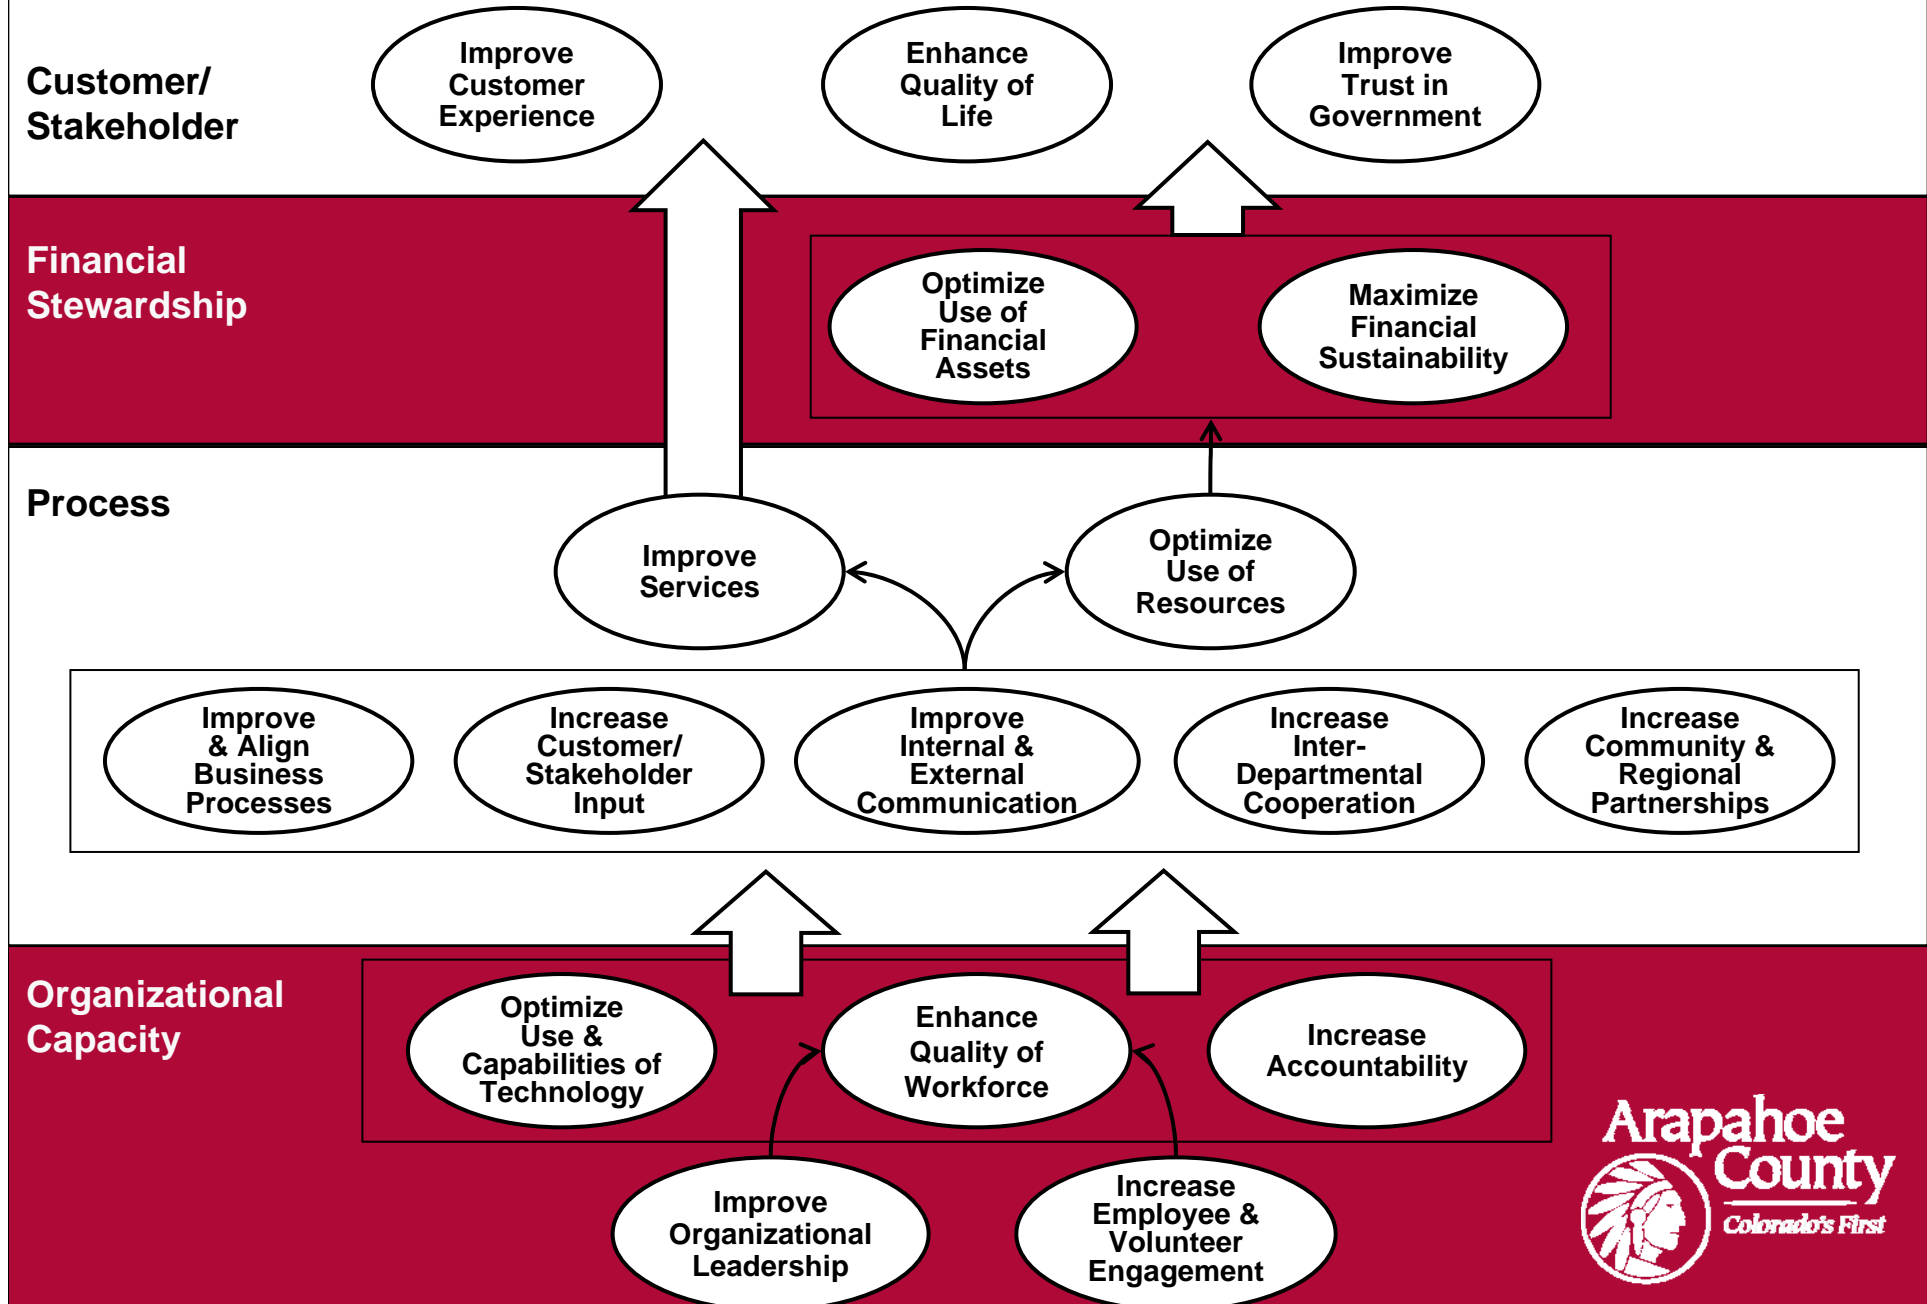 Customer/
Stakeholder
Improve
Customer
Experience
Enhance
Quality of
Life
Improve
Trust in
Government
Financial
Stewardship
Optimize
Use of
Financial
Assets
Maximize
Financial
Sustainability
Process
Improve
Services
Optimize
Use of
Resources
Improve
& Align
Business
Processes
Increase
Customer/
Stakeholder
Input
Improve
Internal &
External
Communication
Increase
Inter-
Departmental
Cooperation
Increase
Community &
Regional
Partnerships
Organizational
Capacity
Optimize
Use &
Capabilities of
Technology
Enhance
Quality of
Workforce
Increase
Accountability
Improve
Organizational
Leadership
Increase
Employee &
Volunteer
Engagement
Arapahoe
County
Colorado's First